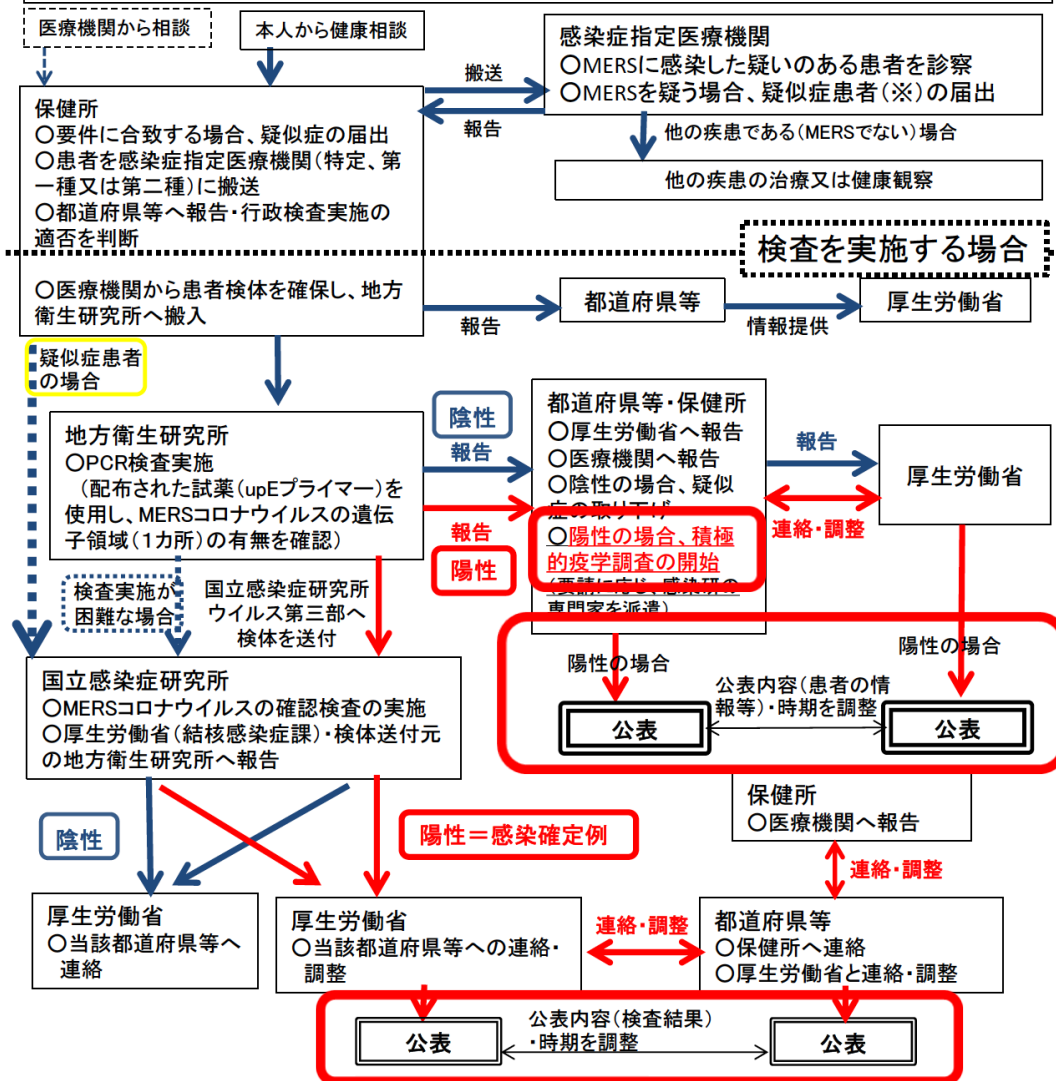 医療機関から相談
本人から健康相談
感染症指定医療機関
○MERSに感染した疑いのある患者を診察
○MERSを疑う場合、疑似症患者(※)の届出
搬送
報告
保健所
○要件に合致する場合、疑似症の届出
○患者を感染症指定医療機関(特定、第
一種又は第二種)に搬送
○都道府県等へ報告・行政検査実施の
適否を判断
他の疾患である(MERSでない)場合
他の疾患の治療又は健康観察
検査を実施する場合
○医療機関から患者検体を確保し、地方
衛生研究所へ搬入
報告
都道府県等
情報提供
厚生労働省
疑似症患者
の場合
地方衛生研究所
○PCR検査実施
(配布された試薬(upEプライマー)を
使用し、MERSコロナウイルスの遺伝
子領域(1カ所)の有無を確認)
陰性
報告
報告
陽性
都道府県等・保健所
○厚生労働省へ報告
○医療機関へ報告
○陰性の場合、疑似
症の取り下げ
○陽性の場合、積極
的疫学調査の開始
(要請に応じ、感染研の
専門家を派遣)
報告
連絡・調整
厚生労働省
検査実施が
困難な場合
国立感染症研究所
ウイルス第三部へ
検体を送付
陽性の場合
陽性の場合
公表内容(患者の情
報等)・時期を調整
公表
公表
国立感染症研究所
○MERSコロナウイルスの確認検査の実施
○厚生労働省(結核感染症課)・検体送付元
の地方衛生研究所へ報告
陰性
陽性=感染確定例
保健所
○医療機関へ報告
連絡・調整
厚生労働省
○当該都道府県等へ
連絡
厚生労働省
○当該都道府県等への連絡・
調整
連絡・調整
都道府県等
○保健所へ連絡
○厚生労働省と連絡・調整
公表
公表内容(検査結果)
・時期を調整
公表